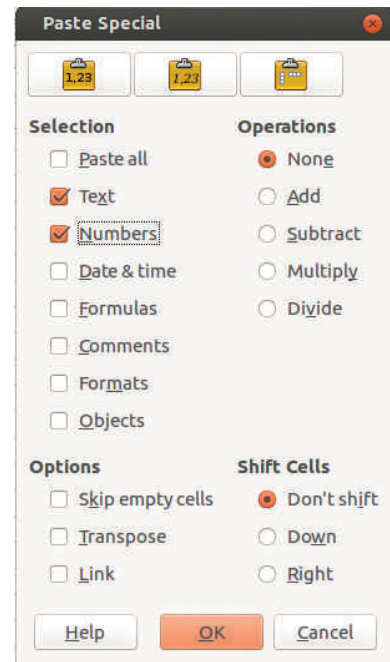 Paste Special
1,23 1,23
Selection Operations
Paste all None
Text Add
Numbers Subtract
Date & time Multiply
Formulas Divide
Comments
Formats
Objects
Options Shift Cells
Skip empty cells Don't shift
Transpose Down
Link Right
Help OK Cancel